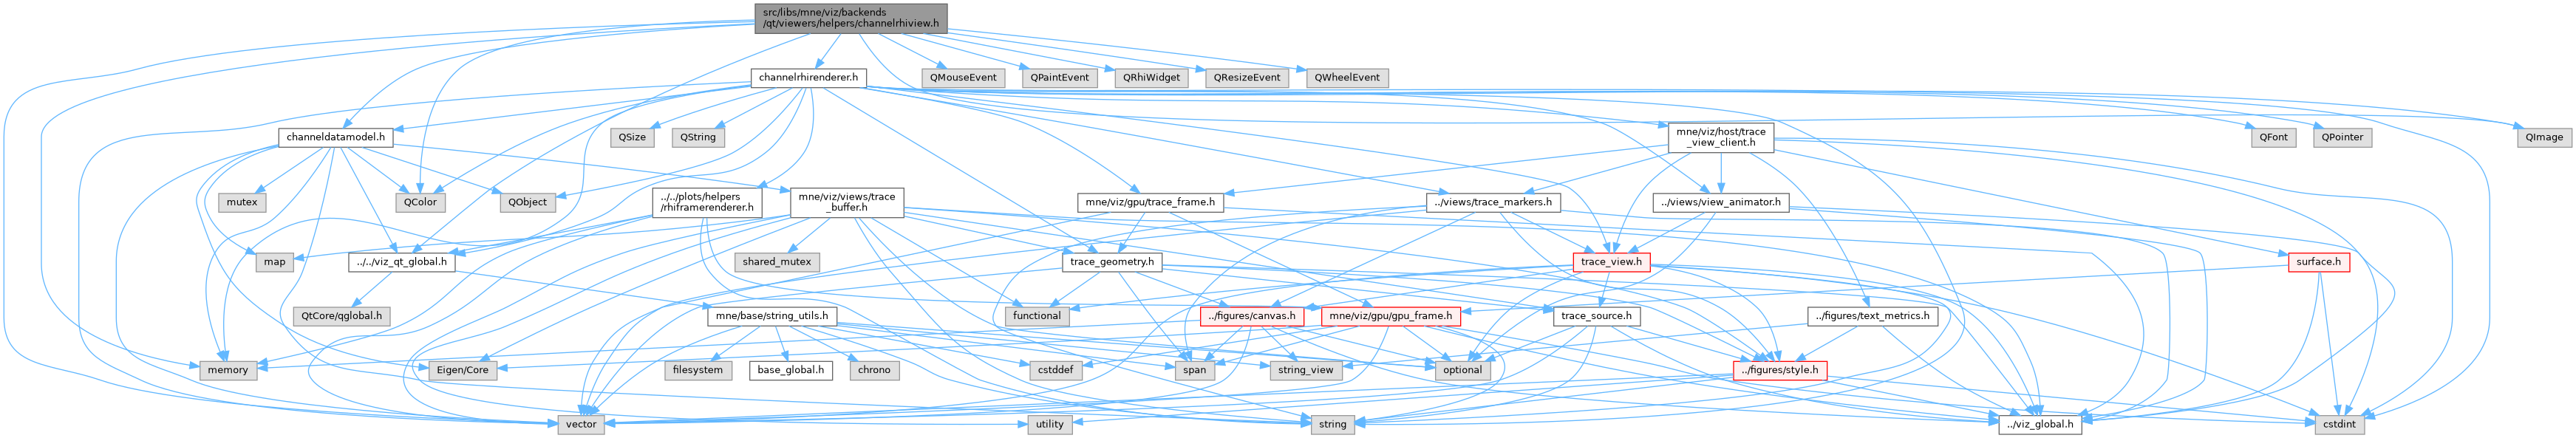 src/libs/mne/viz/backends
/qt/viewers/helpers/channelrhiview.h
channelrhirenderer.h
QMouseEvent
QPaintEvent
QRhiWidget
QResizeEvent
QWheelEvent
channeldatamodel.h
QSize
QString
mne/viz/host/trace
_view_client.h
QFont
QPointer
QImage
mutex
QColor
QObject
../../plots/helpers
/rhiframerenderer.h
mne/viz/views/trace
_buffer.h
mne/viz/gpu/trace_frame.h
../views/trace_markers.h
../views/view_animator.h
map
../../viz_qt_global.h
shared_mutex
trace_geometry.h
trace_view.h
surface.h
QtCore/qglobal.h
mne/base/string_utils.h
functional
../figures/canvas.h
mne/viz/gpu/gpu_frame.h
trace_source.h
../figures/text_metrics.h
memory
Eigen/Core
filesystem
base_global.h
chrono
cstddef
span
string_view
optional
../figures/style.h
vector
utility
string
../viz_global.h
cstdint